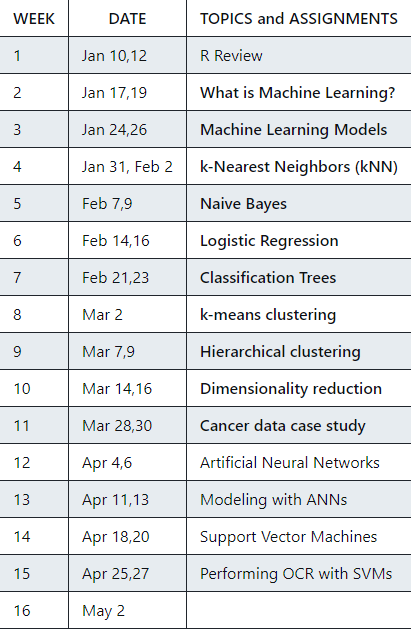 WEEK DATE TOPICS and ASSIGNMENTS
1 Jan 10,12 R Review
2 Jan 17,19 What is Machine Learning?
3 Jan 24,26 Machine Learning Models
4 Jan 31, Feb 2 k-Nearest Neighbors (kNN)
5 Feb 7,9 Naive Bayes
6 Feb 14,16 Logistic Regression
7 Feb 21,23 Classification Trees
8 Mar 2 k-means clustering
9 Mar 7,9 Hierarchical clustering
10 Mar 14,16 Dimensionality reduction
11 Mar 28,30 Cancer data case study
12 Apr 4,6 Artificial Neural Networks
13 Apr 11,13 Modeling with ANNs
14 Apr 18,20 Support Vector Machines
15 Apr 25,27 Performing OCR with SVMs
16 May 2